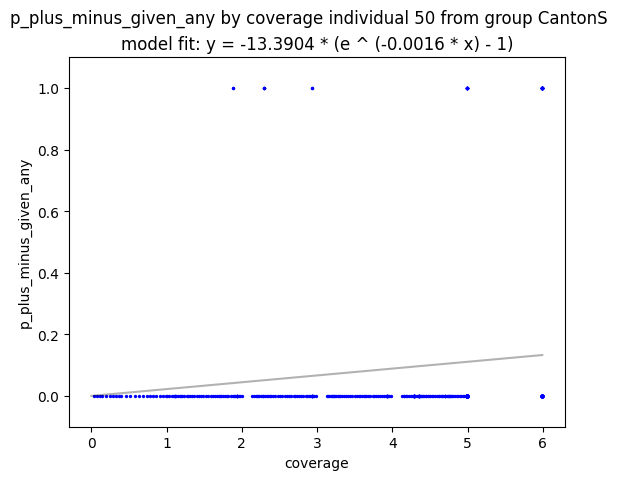 p_plus_minus_given_any by coverage individual 50 from group CantonS
model fit: y = -13.3904 * (e ^ (-0.0016 * x) - 1)
1.0
0.8
0.6
0.4
0.2
0.0
p_plus_minus_given_any
0 1 2 3 4 5 6
coverage